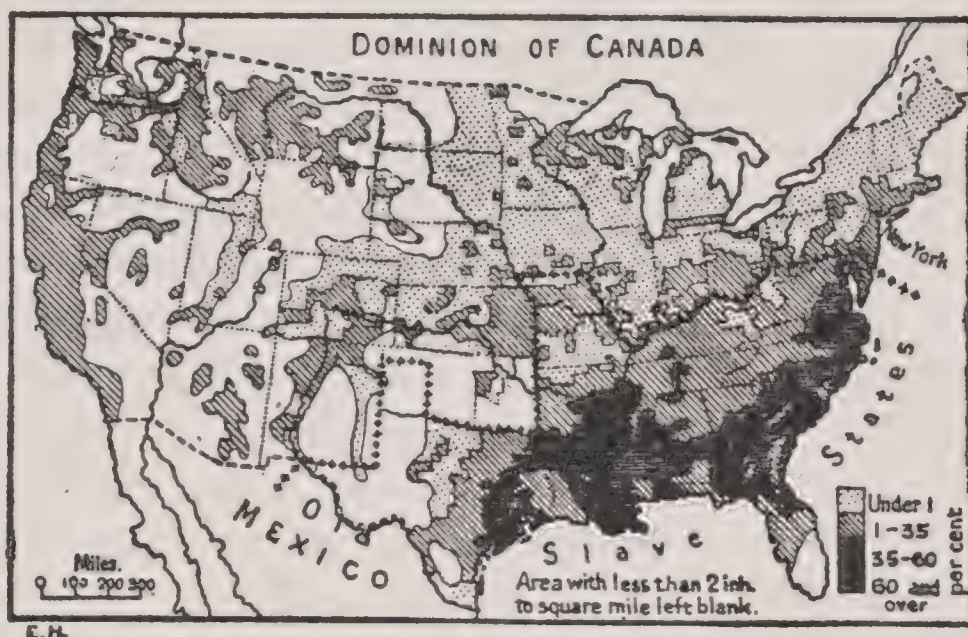 DOMINION OF CANADA
New York
Slave States
MEXICO
Miles.
0 100 200 300
Area with less than 2 inh.
to square mile left blank.
Under 1
1-35
35-60
60 and
over
per cent
E.H.